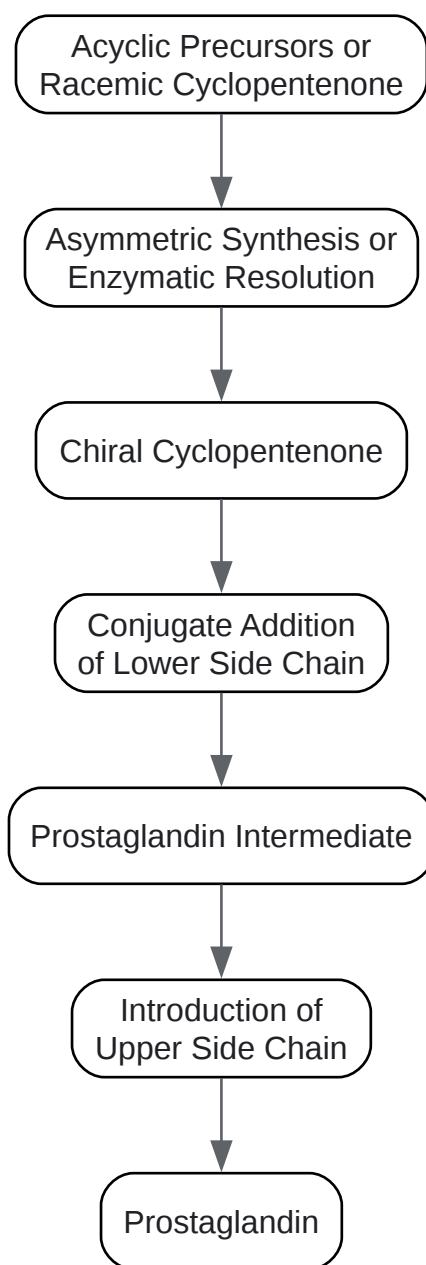 Acyclic Precursors or
Racemic Cyclopentenone
Asymmetric Synthesis or
Enzymatic Resolution
Chiral Cyclopentenone
Conjugate Addition
of Lower Side Chain
Prostaglandin Intermediate
Introduction of
Upper Side Chain
Prostaglandin